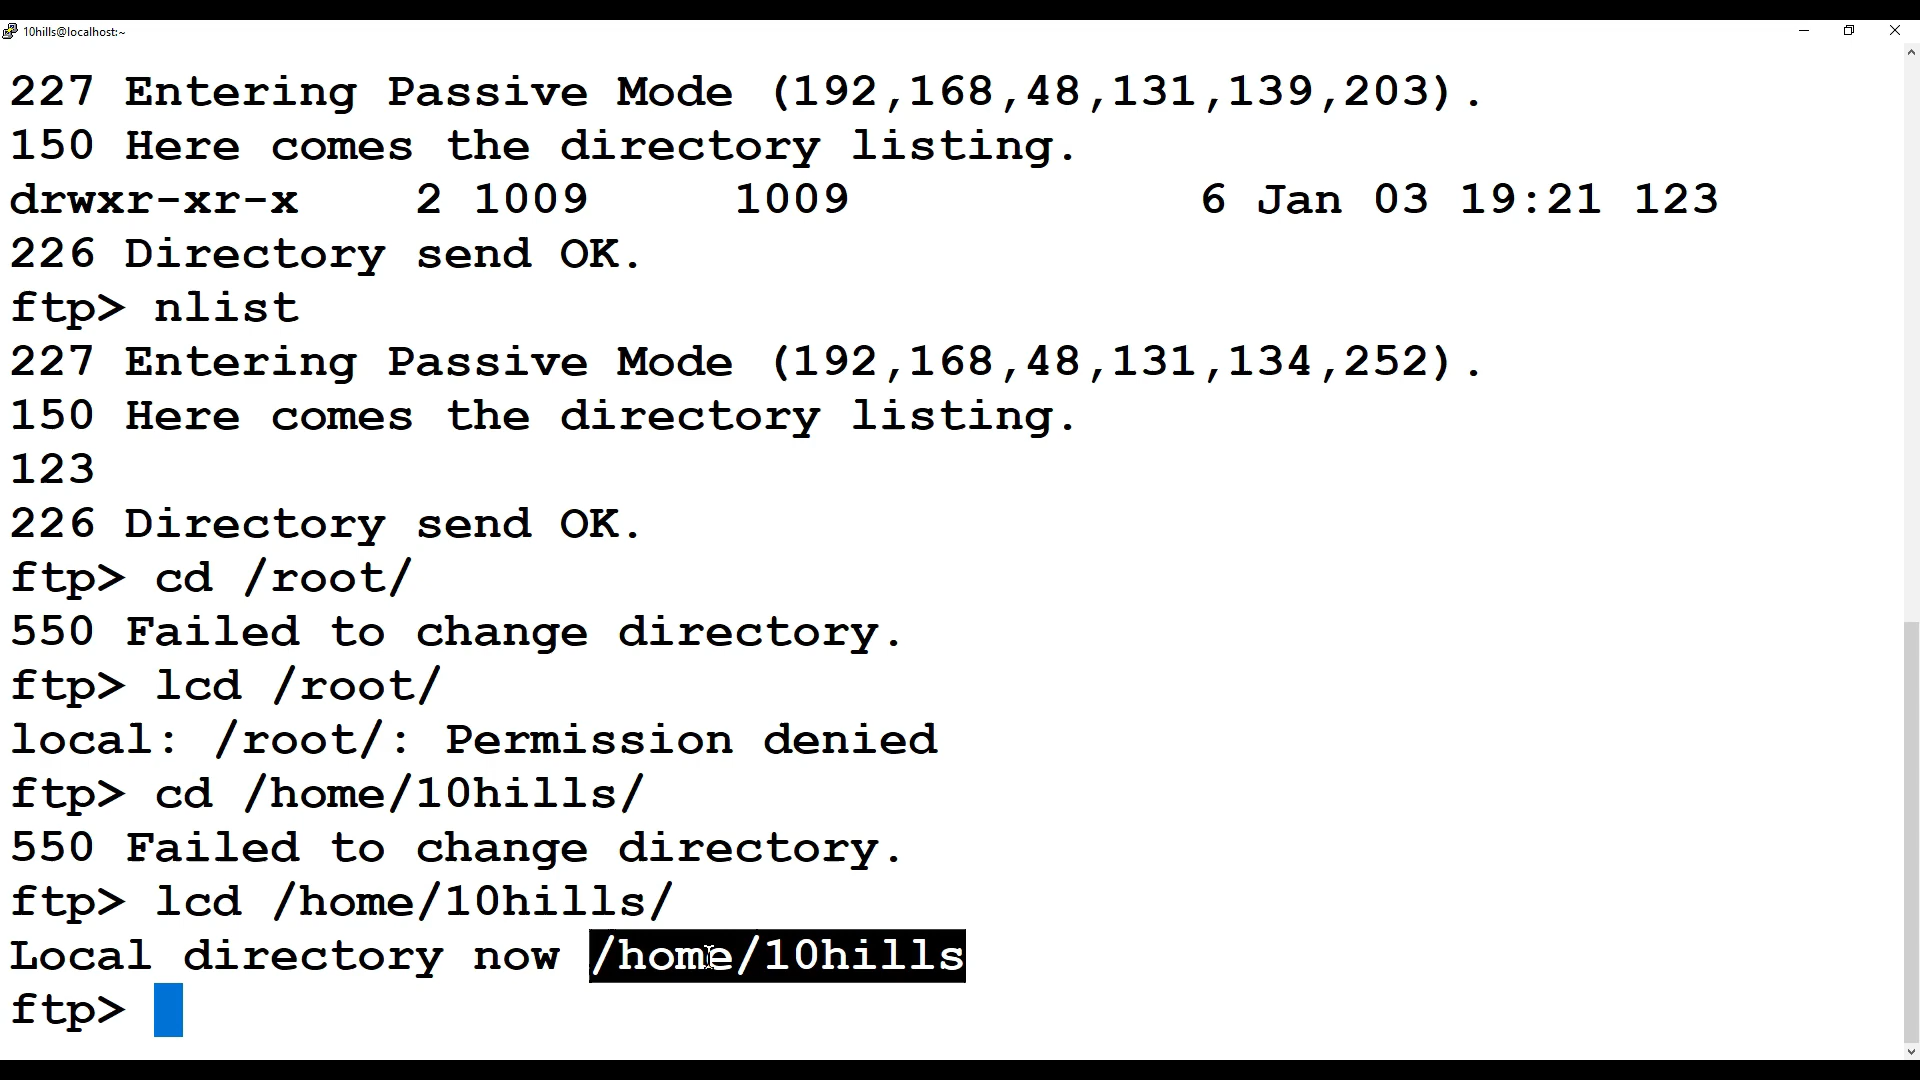 10hills@localhost:~
227 Entering Passive Mode (192,168,48,131,139,203).
150 Here comes the directory listing.
drwxr-xr-x    2 1009     1009            6 Jan 03 19:21 123
226 Directory send OK.
ftp> nlist
227 Entering Passive Mode (192,168,48,131,134,252).
150 Here comes the directory listing.
123
226 Directory send OK.
ftp> cd /root/
550 Failed to change directory.
ftp> lcd /root/
local: /root/: Permission denied
ftp> cd /home/10hills/
550 Failed to change directory.
ftp> lcd /home/10hills/
Local directory now /home/10hills
ftp>